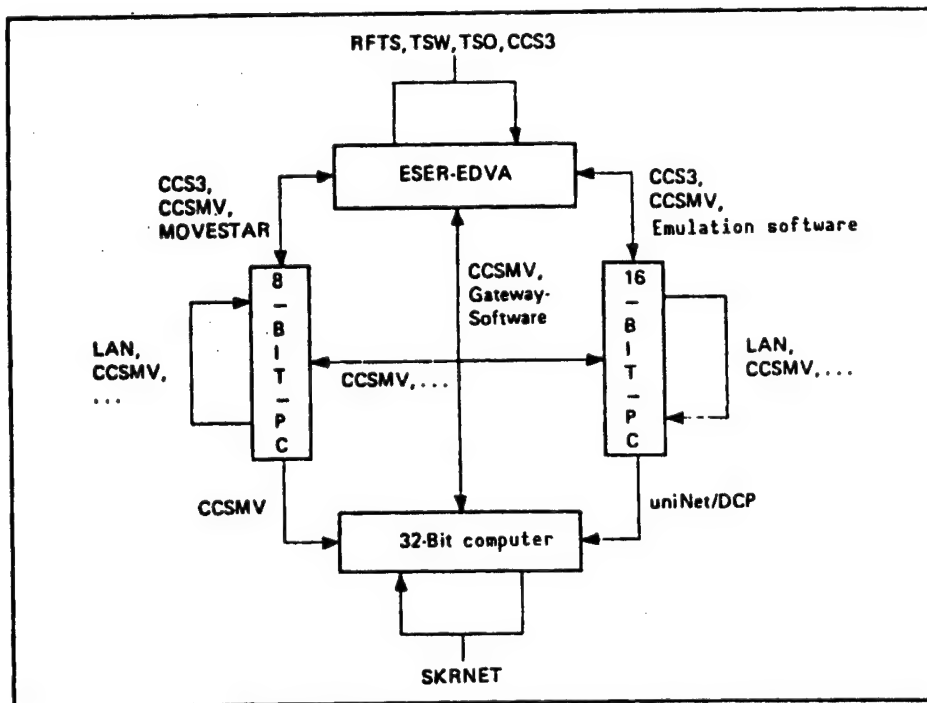 RFTS, TSW, TSO, CCS3
ESER-EDVA
CCS3,
CCSMV,
MOVESTAR
CCS3,
CCSMV,
Emulation software
CCSMV,
Gateway-
Software
8
–
B
I
T
–
P
C
16
–
B
I
T
–
P
C
LAN,
CCSMV,
...
CCSMV, ...
LAN,
CCSMV, ...
CCSMV
uniNet/DCP
32-Bit computer
SKRNET